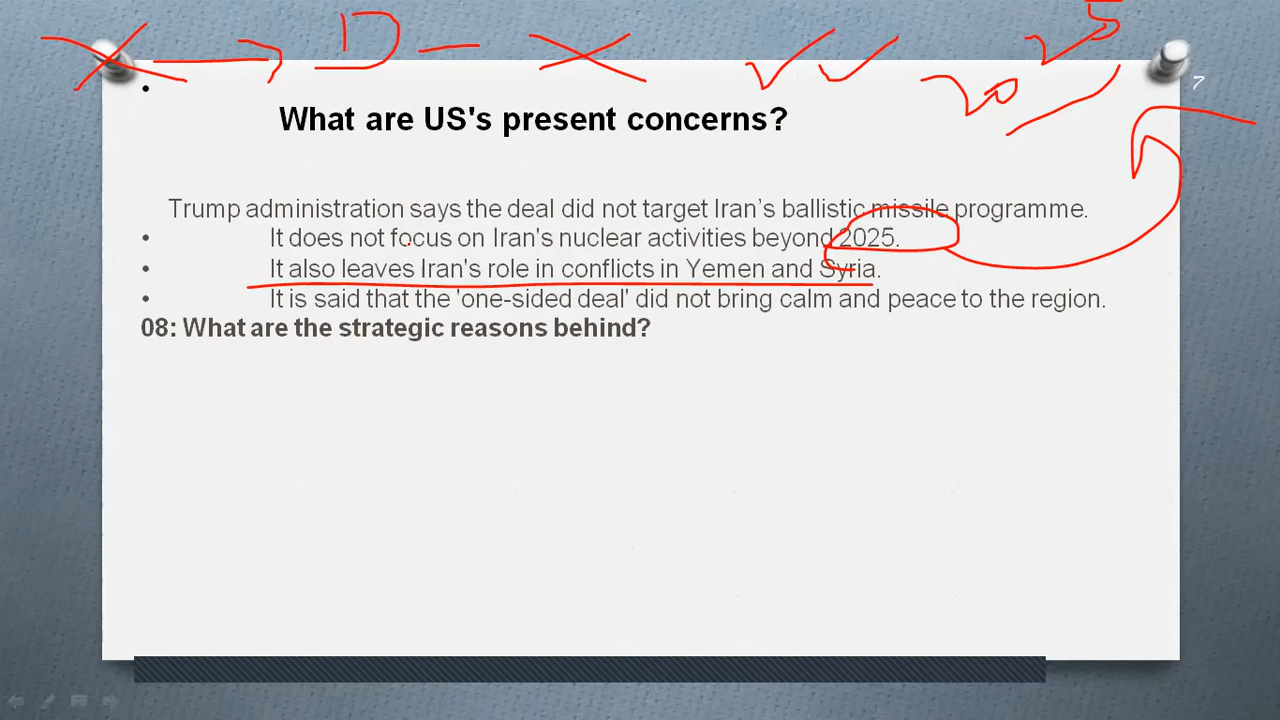 D
5
20
7
•
What are US's present concerns?
Trump administration says the deal did not target Iran’s ballistic missile programme.
• It does not focus on Iran's nuclear activities beyond 2025.
• It also leaves Iran's role in conflicts in Yemen and Syria.
• It is said that the 'one-sided deal' did not bring calm and peace to the region.
08: What are the strategic reasons behind?